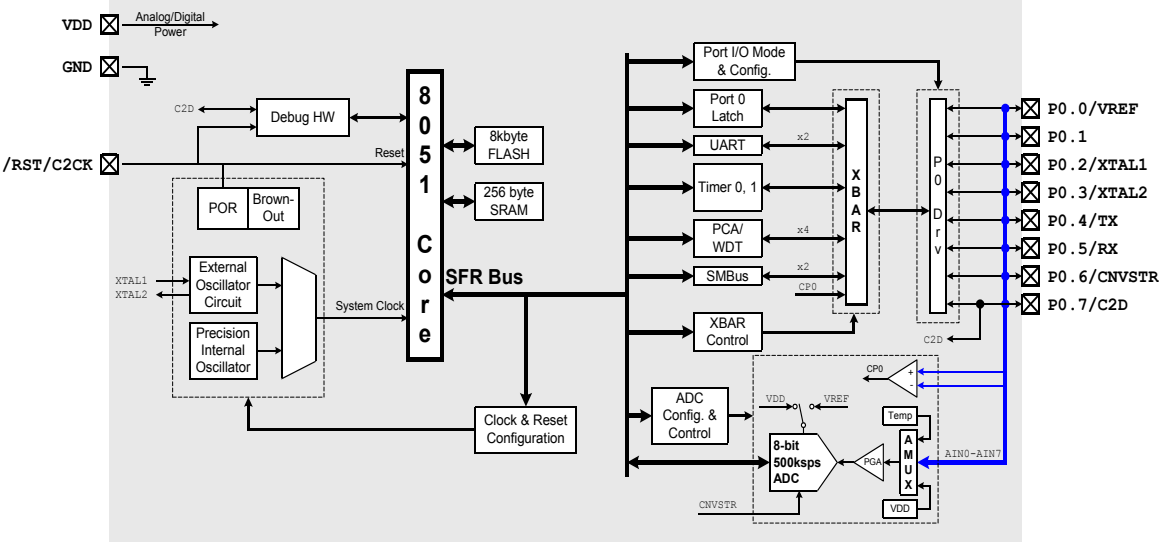 VDD
Analog/Digital
Power
GND
C2D
Debug HW
/RST/C2CK
Reset
POR
Brown-
Out
XTAL1
XTAL2
External
Oscillator
Circuit
Precision
Internal
Oscillator
System Clock
8
0
5
1
C
o
r
e
8kbyte
FLASH
256 byte
SRAM
SFR Bus
Clock & Reset
Configuration
Port I/O Mode
& Config.
Port 0
Latch
UART
x2
Timer 0, 1
PCA/
WDT
x4
SMBus
x2
CP0
XBAR
Control
X
B
A
R
P
0
D
r
v
C2D
P0.0/VREF
P0.1
P0.2/XTAL1
P0.3/XTAL2
P0.4/TX
P0.5/RX
P0.6/CNVSTR
P0.7/C2D
ADC
Config. &
Control
CP0
+
-
VDD
VREF
Temp
8-bit
500ksps
ADC
PGA
A
M
U
X
AIN0-AIN7
VDD
CNVSTR